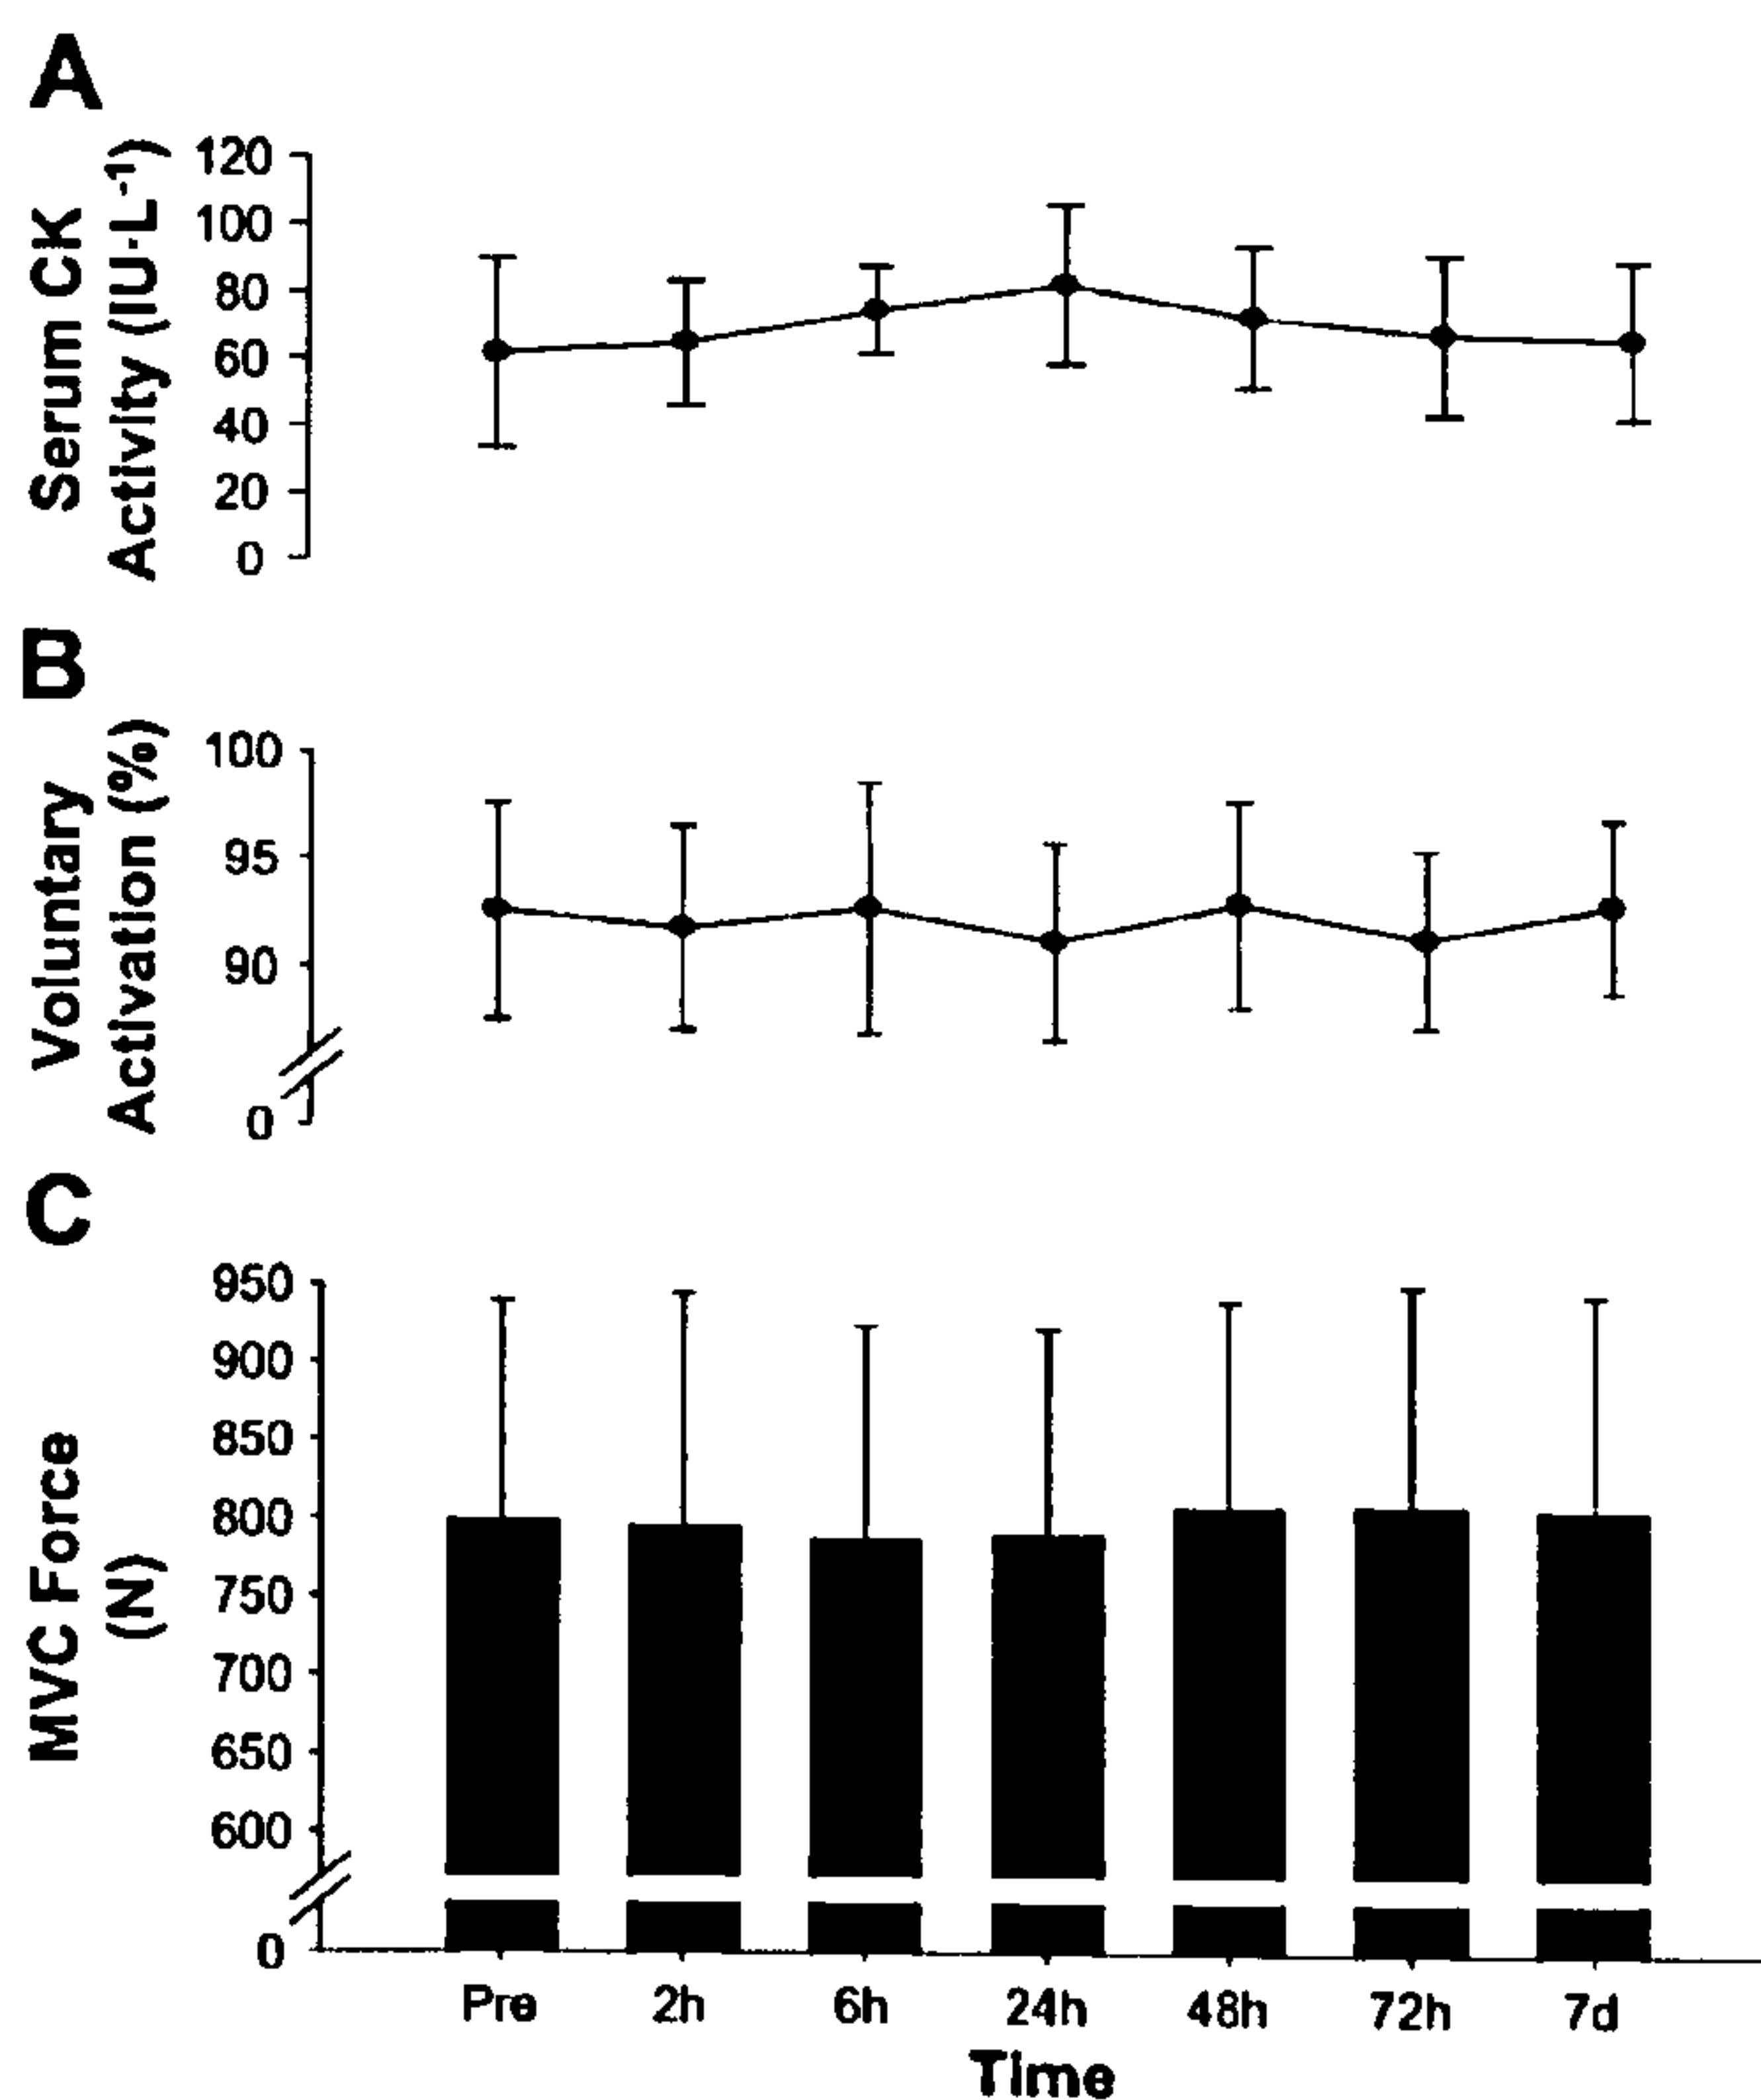 A
Serum CK
Activity (IU·L⁻¹)
120
100
80
60
40
20
0
B
Voluntary
Activation (%)
100
95
90
0
C
MVC Force
(N)
950
900
850
800
750
700
650
600
0
Pre 2h 6h 24h 48h 72h 7d
Time